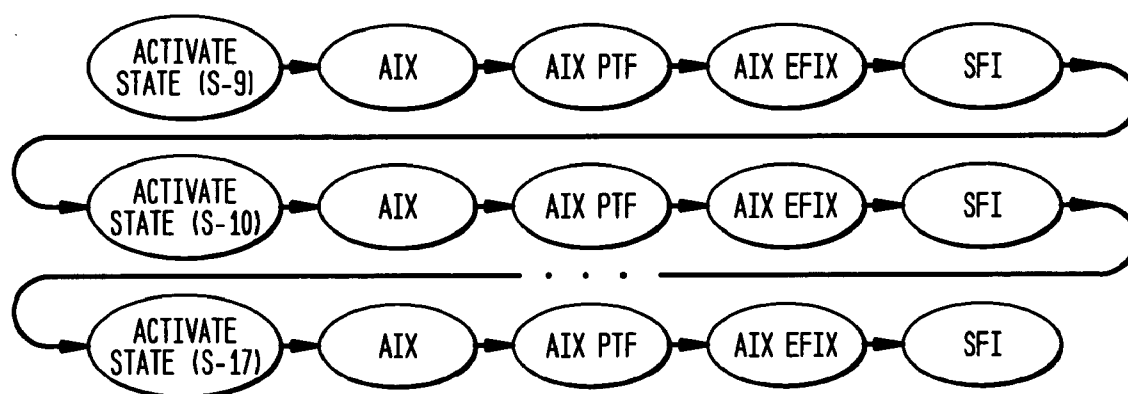 ACTIVATE
STATE (S-9)
AIX
AIX PTF
AIX EFIX
SFI
ACTIVATE
STATE (S-10)
AIX
AIX PTF
AIX EFIX
SFI
. . .
ACTIVATE
STATE (S-17)
AIX
AIX PTF
AIX EFIX
SFI